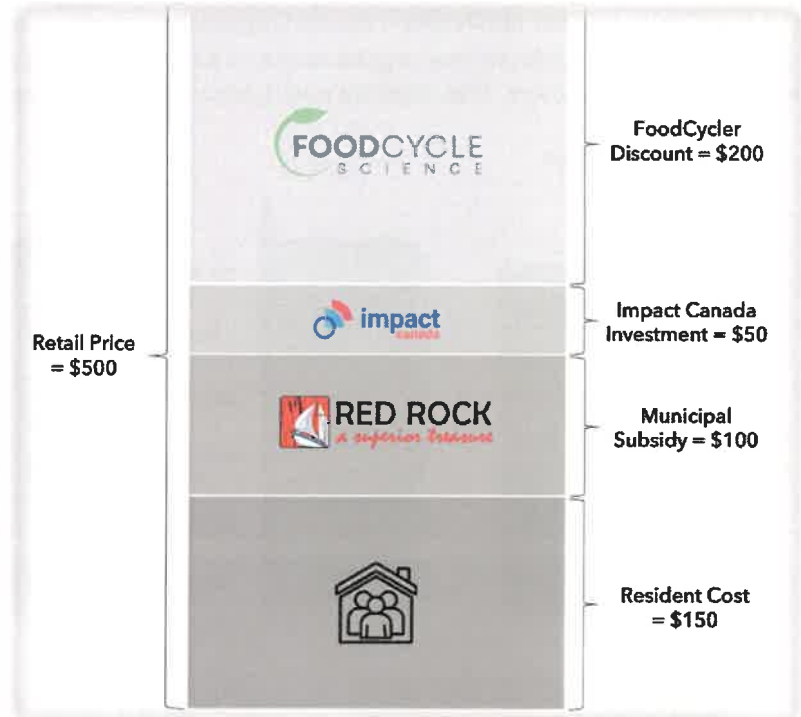 FOODCYCLE
SCIENCE
FoodCycler
Discount = $200
impact
canada
Impact Canada
Investment = $50
Retail Price
= $500
RED ROCK
a superior treasure
Municipal
Subsidy = $100
Resident Cost
= $150